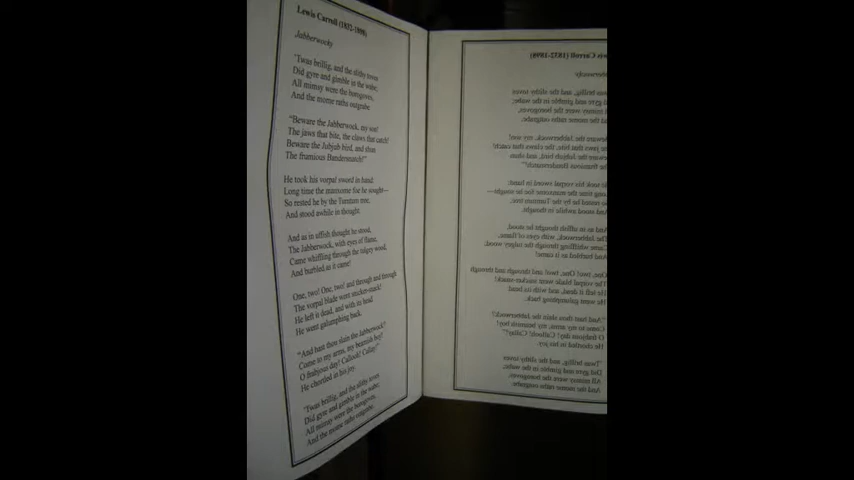 Lewis Carroll (1832-1898)
Jabberwocky
'Twas brillig, and the slithy toves
Did gyre and gimble in the wabe;
All mimsy were the borogoves,
And the mome raths outgrabe.
"Beware the Jabberwock, my son!
The jaws that bite, the claws that catch!
Beware the Jubjub bird, and shun
The frumious Bandersnatch!"
He took his vorpal sword in hand:
Long time the manxome foe he sought—
So rested he by the Tumtum tree,
And stood awhile in thought.
And as in uffish thought he stood,
The Jabberwock, with eyes of flame,
Came whiffling through the tulgey wood,
And burbled as it came!
One, two! One, two! and through and through
The vorpal blade went snicker-snack!
He left it dead, and with its head
He went galumphing back.
"And hast thou slain the Jabberwock?
Come to my arms, my beamish boy!
O frabjous day! Callooh! Callay!"
He chortled in his joy.
'Twas brillig, and the slithy toves
Did gyre and gimble in the wabe;
All mimsy were the borogoves,
And the mome raths outgrabe.